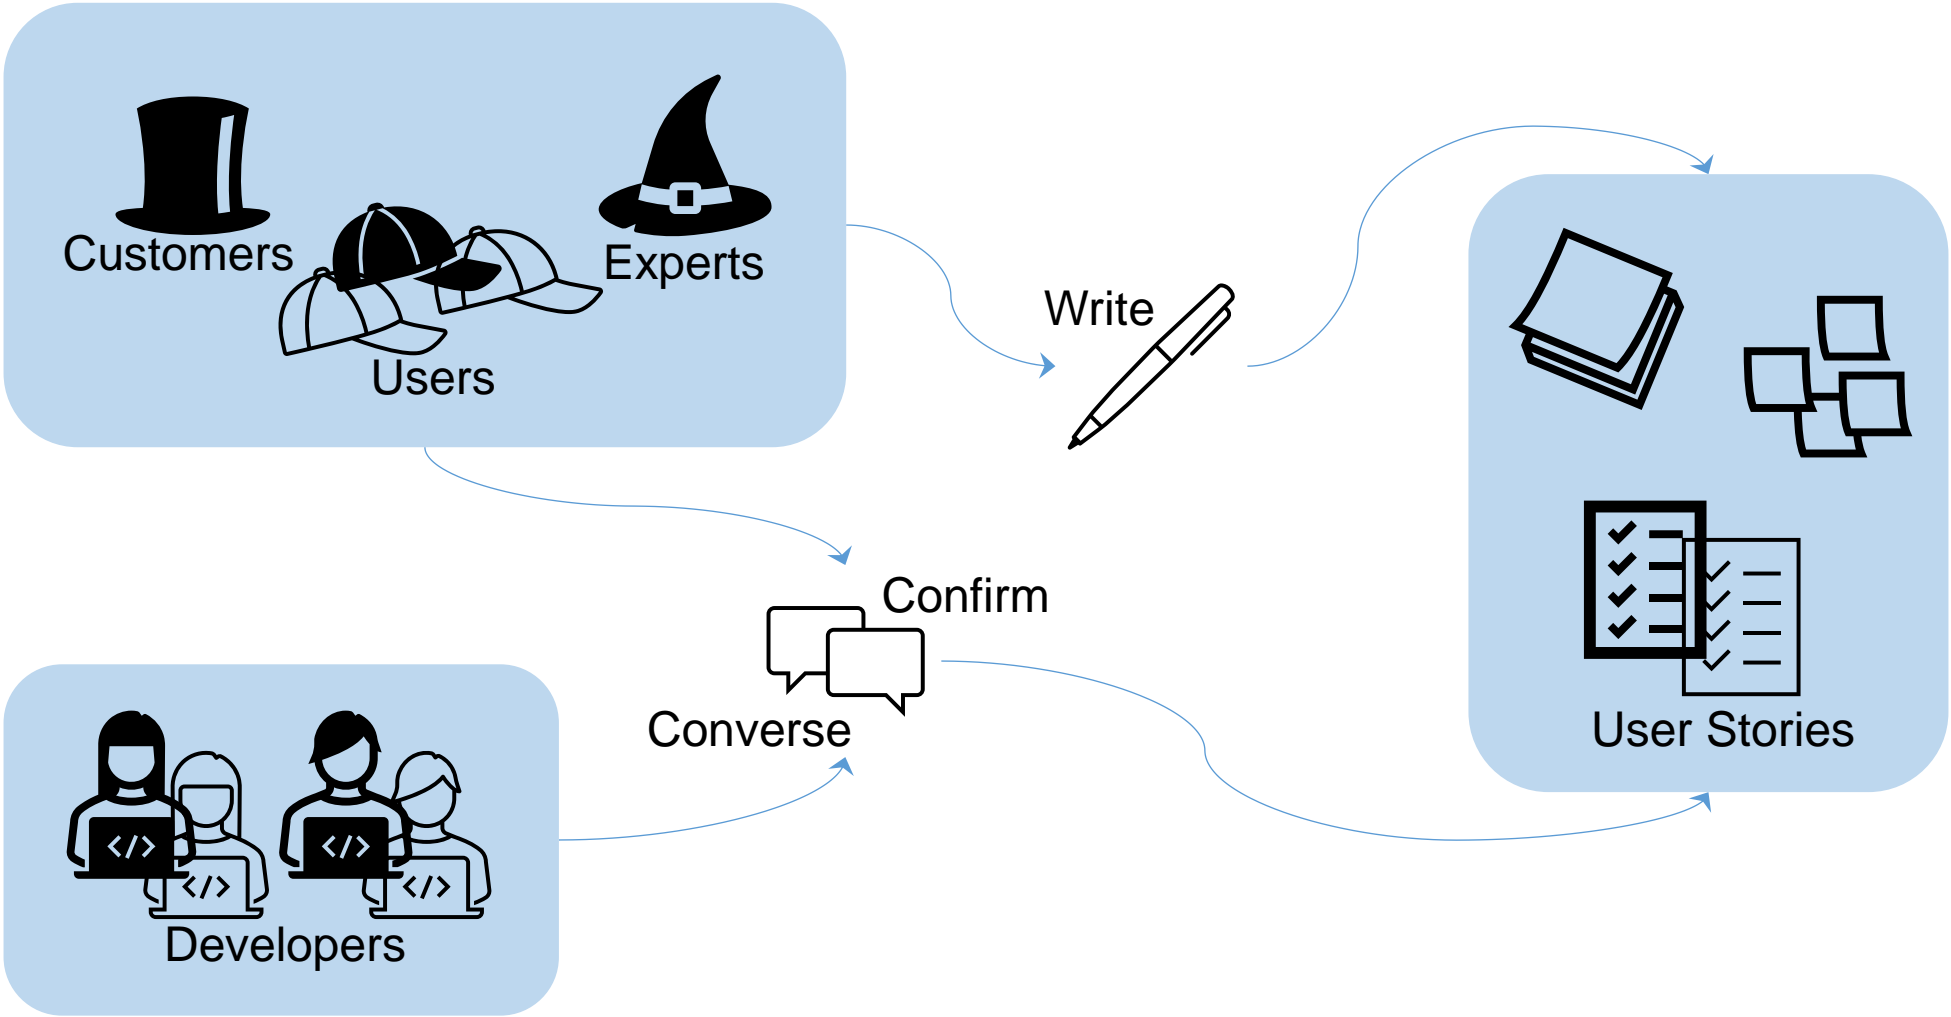 Customers
Experts
Users
Write
Confirm
Converse
User Stories
</>
</>
</>
</>
Developers